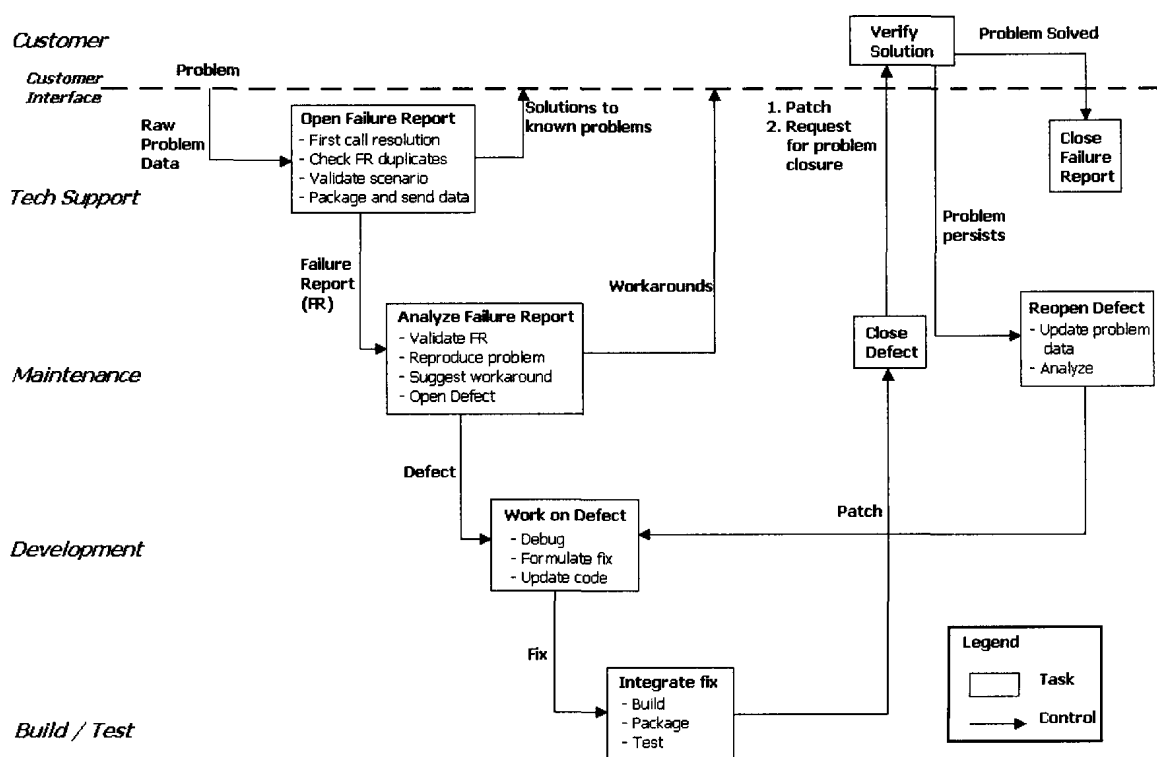 Customer
Verify
Solution
Problem Solved
Customer
Interface
Problem
Raw
Problem
Data
Open Failure Report
- First call resolution
- Check FR duplicates
- Validate scenario
- Package and send data
Solutions to
known problems
1. Patch
2. Request
for problem
closure
Close
Failure
Report
Tech Support
Problem
persists
Failure
Report
(FR)
Workarounds
Analyze Failure Report
- Validate FR
- Reproduce problem
- Suggest workaround
- Open Defect
Close
Defect
Reopen Defect
- Update problem
data
- Analyze
Maintenance
Defect
Work on Defect
- Debug
- Formulate fix
- Update code
Patch
Development
Fix
Integrate fix
- Build
- Package
- Test
Legend
Task
Control
Build / Test